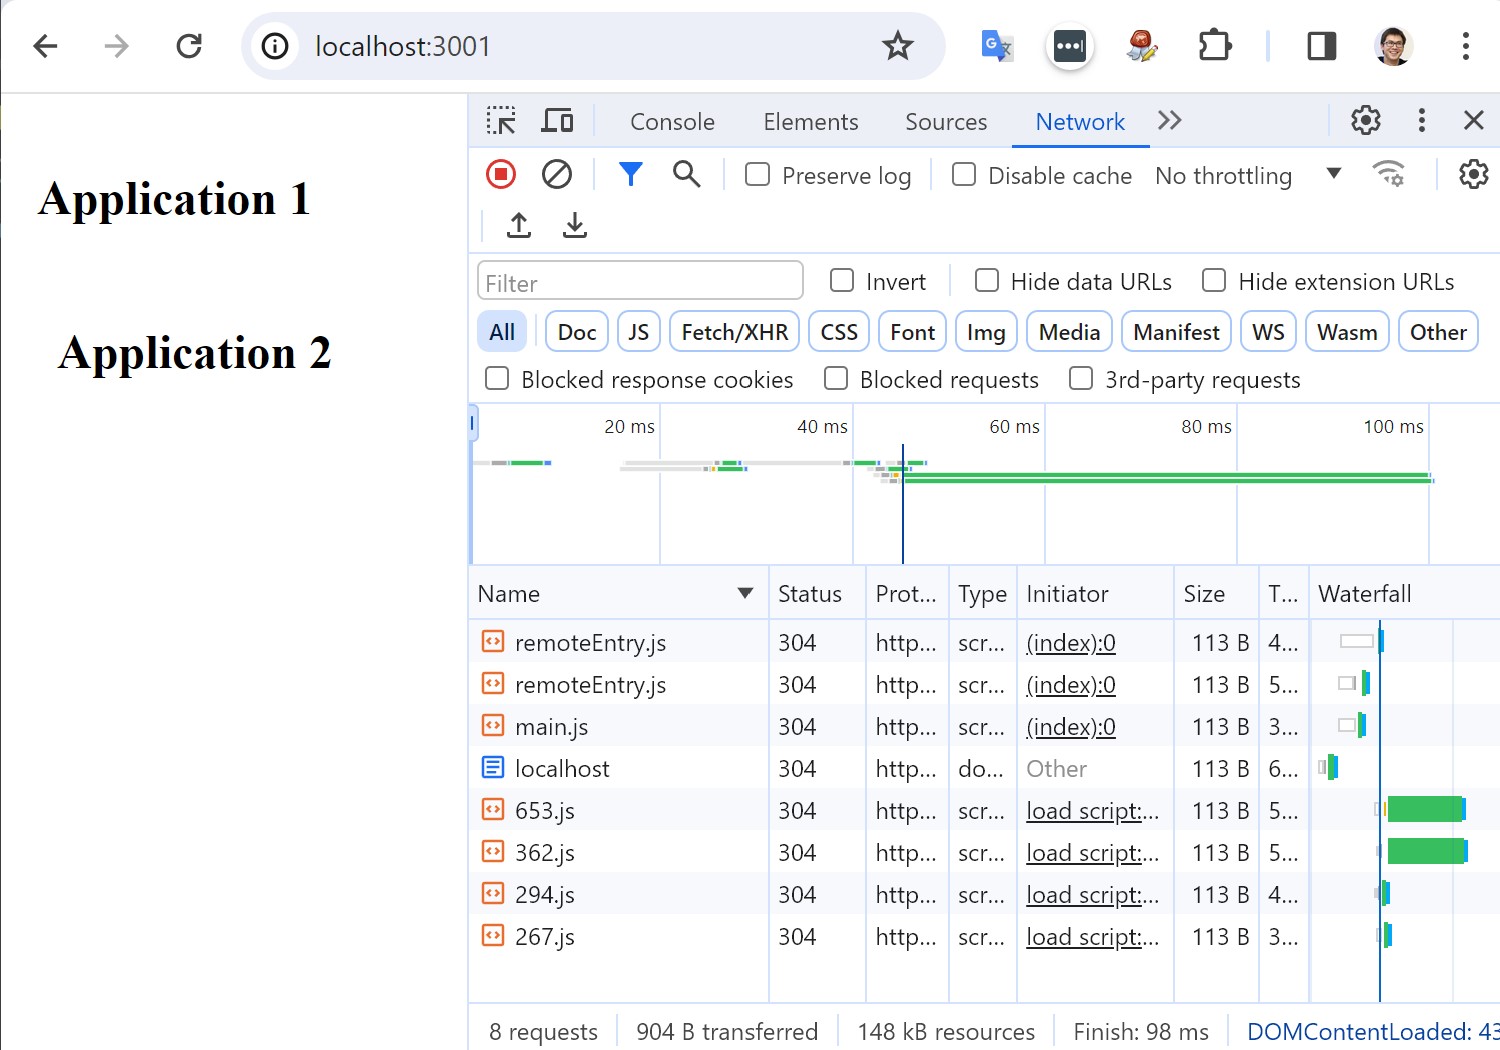 localhost:3001
Application 1
Application 2
Console Elements Sources Network
Preserve log Disable cache No throttling
Filter Invert Hide data URLs Hide extension URLs
All Doc JS Fetch/XHR CSS Font Img Media Manifest WS Wasm Other
Blocked response cookies Blocked requests 3rd-party requests
20 ms 40 ms 60 ms 80 ms 100 ms
Name Status Prot... Type Initiator Size T... Waterfall
remoteEntry.js 304 http... scr... (index):0 113 B 4...
remoteEntry.js 304 http... scr... (index):0 113 B 5...
main.js 304 http... scr... (index):0 113 B 3...
localhost 304 http... do... Other 113 B 6...
653.js 304 http... scr... load script:... 113 B 5...
362.js 304 http... scr... load script:... 113 B 5...
294.js 304 http... scr... load script:... 113 B 4...
267.js 304 http... scr... load script:... 113 B 3...
8 requests 904 B transferred 148 kB resources Finish: 98 ms DOMContentLoaded: 43